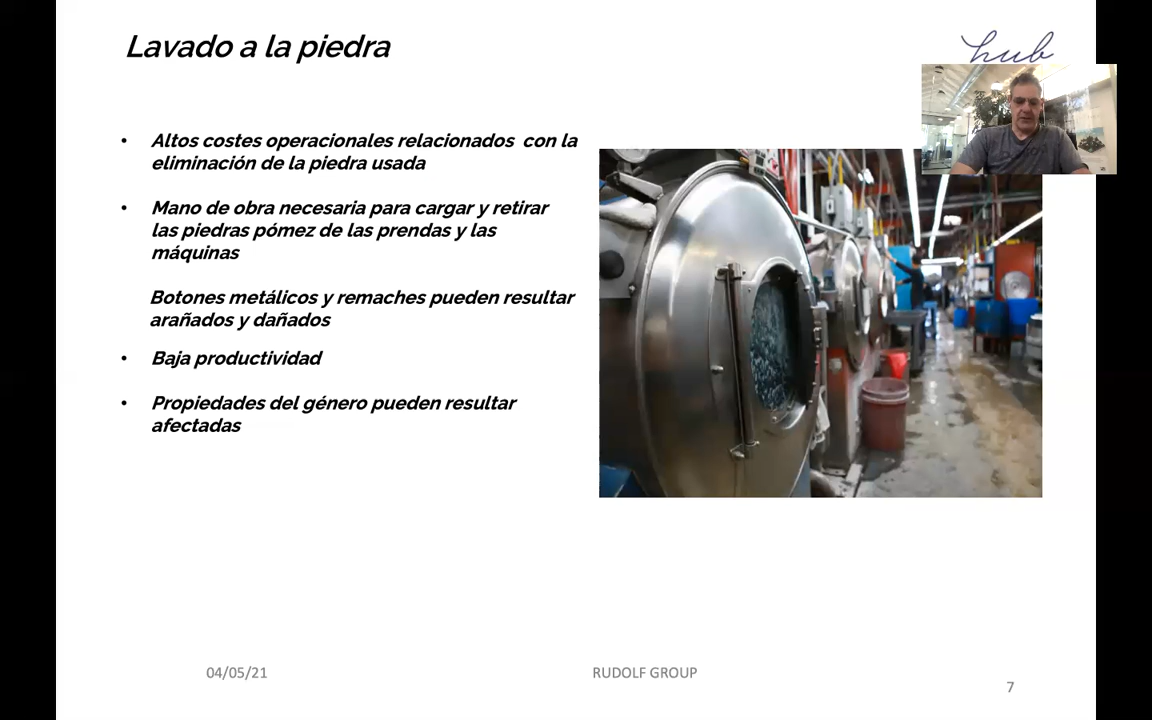 Lavado a la piedra
hub
• Altos costes operacionales relacionados con la
eliminación de la piedra usada
• Mano de obra necesaria para cargar y retirar
las piedras pómez de las prendas y las
máquinas
Botones metálicos y remaches pueden resultar
arañados y dañados
• Baja productividad
• Propiedades del género pueden resultar
afectadas
04/05/21
RUDOLF GROUP
7